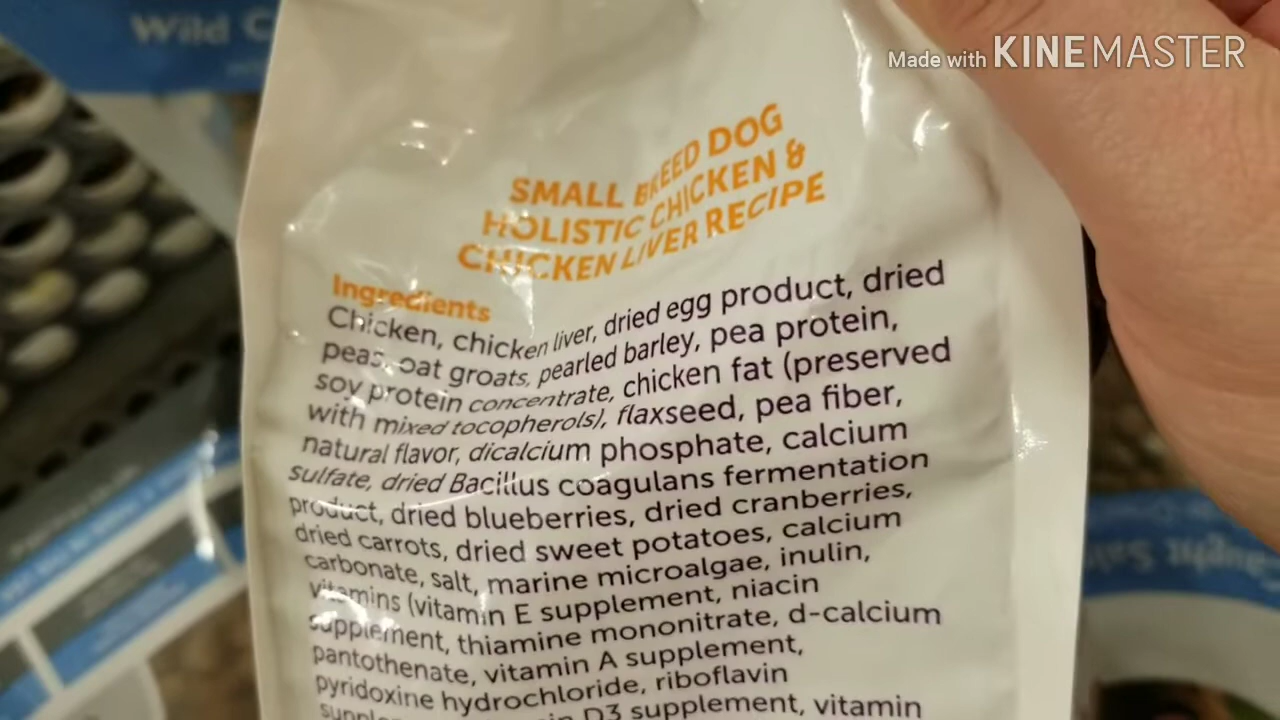 Wild C
Made with KINEMASTER
SMALL BREED DOG
HOLISTIC CHICKEN &
CHICKEN LIVER RECIPE
Ingredients
Chicken, chicken liver, dried egg product, dried
peas, oat groats, pearled barley, pea protein,
soy protein concentrate, chicken fat (preserved
with mixed tocopherols), flaxseed, pea fiber,
natural flavor, dicalcium phosphate, calcium
sulfate, dried Bacillus coagulans fermentation
product, dried blueberries, dried cranberries,
dried carrots, dried sweet potatoes, calcium
carbonate, salt, marine microalgae, inulin,
vitamins (vitamin E supplement, niacin
supplement, thiamine mononitrate, d-calcium
pantothenate, vitamin A supplement,
pyridoxine hydrochloride, riboflavin
D3 supplement, vitamin